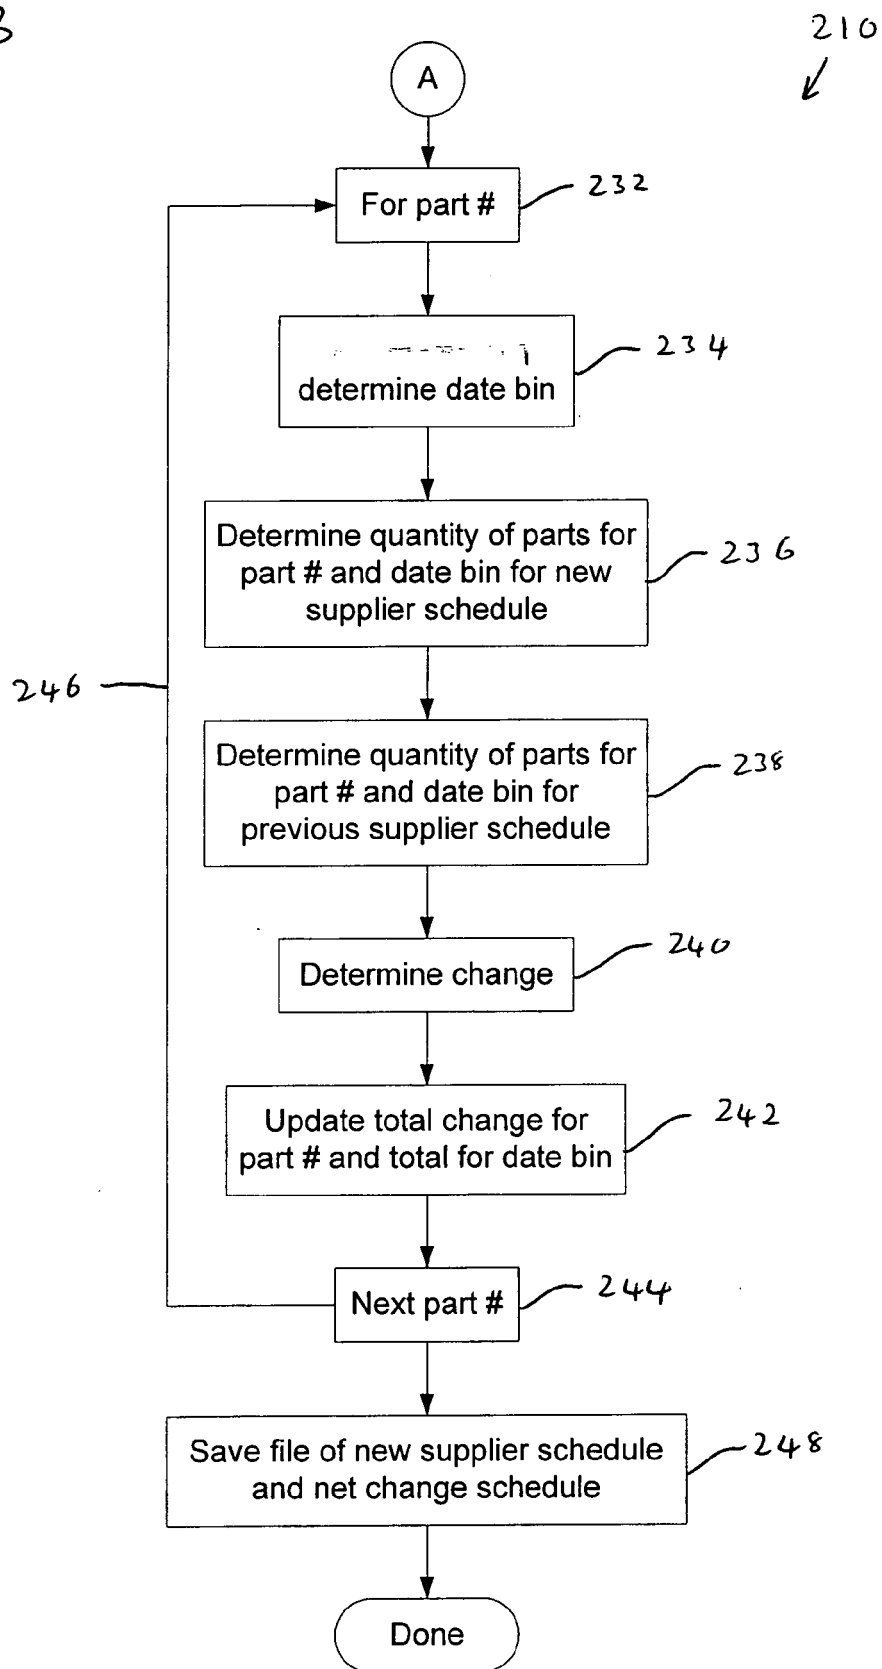 210
A
For part #
232
determine date bin
234
Determine quantity of parts for
part # and date bin for new
supplier schedule
236
246
Determine quantity of parts for
part # and date bin for
previous supplier schedule
238
Determine change
240
Update total change for
part # and total for date bin
242
Next part #
244
Save file of new supplier schedule
and net change schedule
248
Done